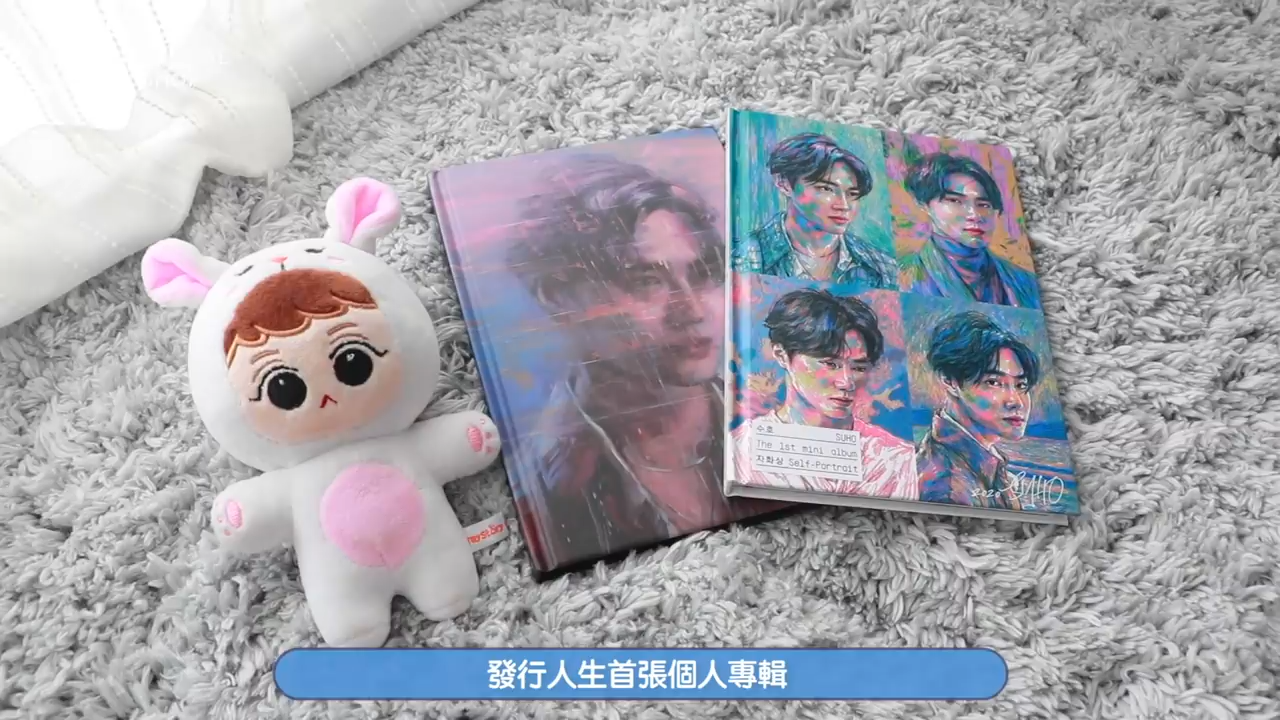 수호
SUHO
The 1st mini album
자화상 Self-Portrait
2020 SUHO
發行人生首張個人專輯